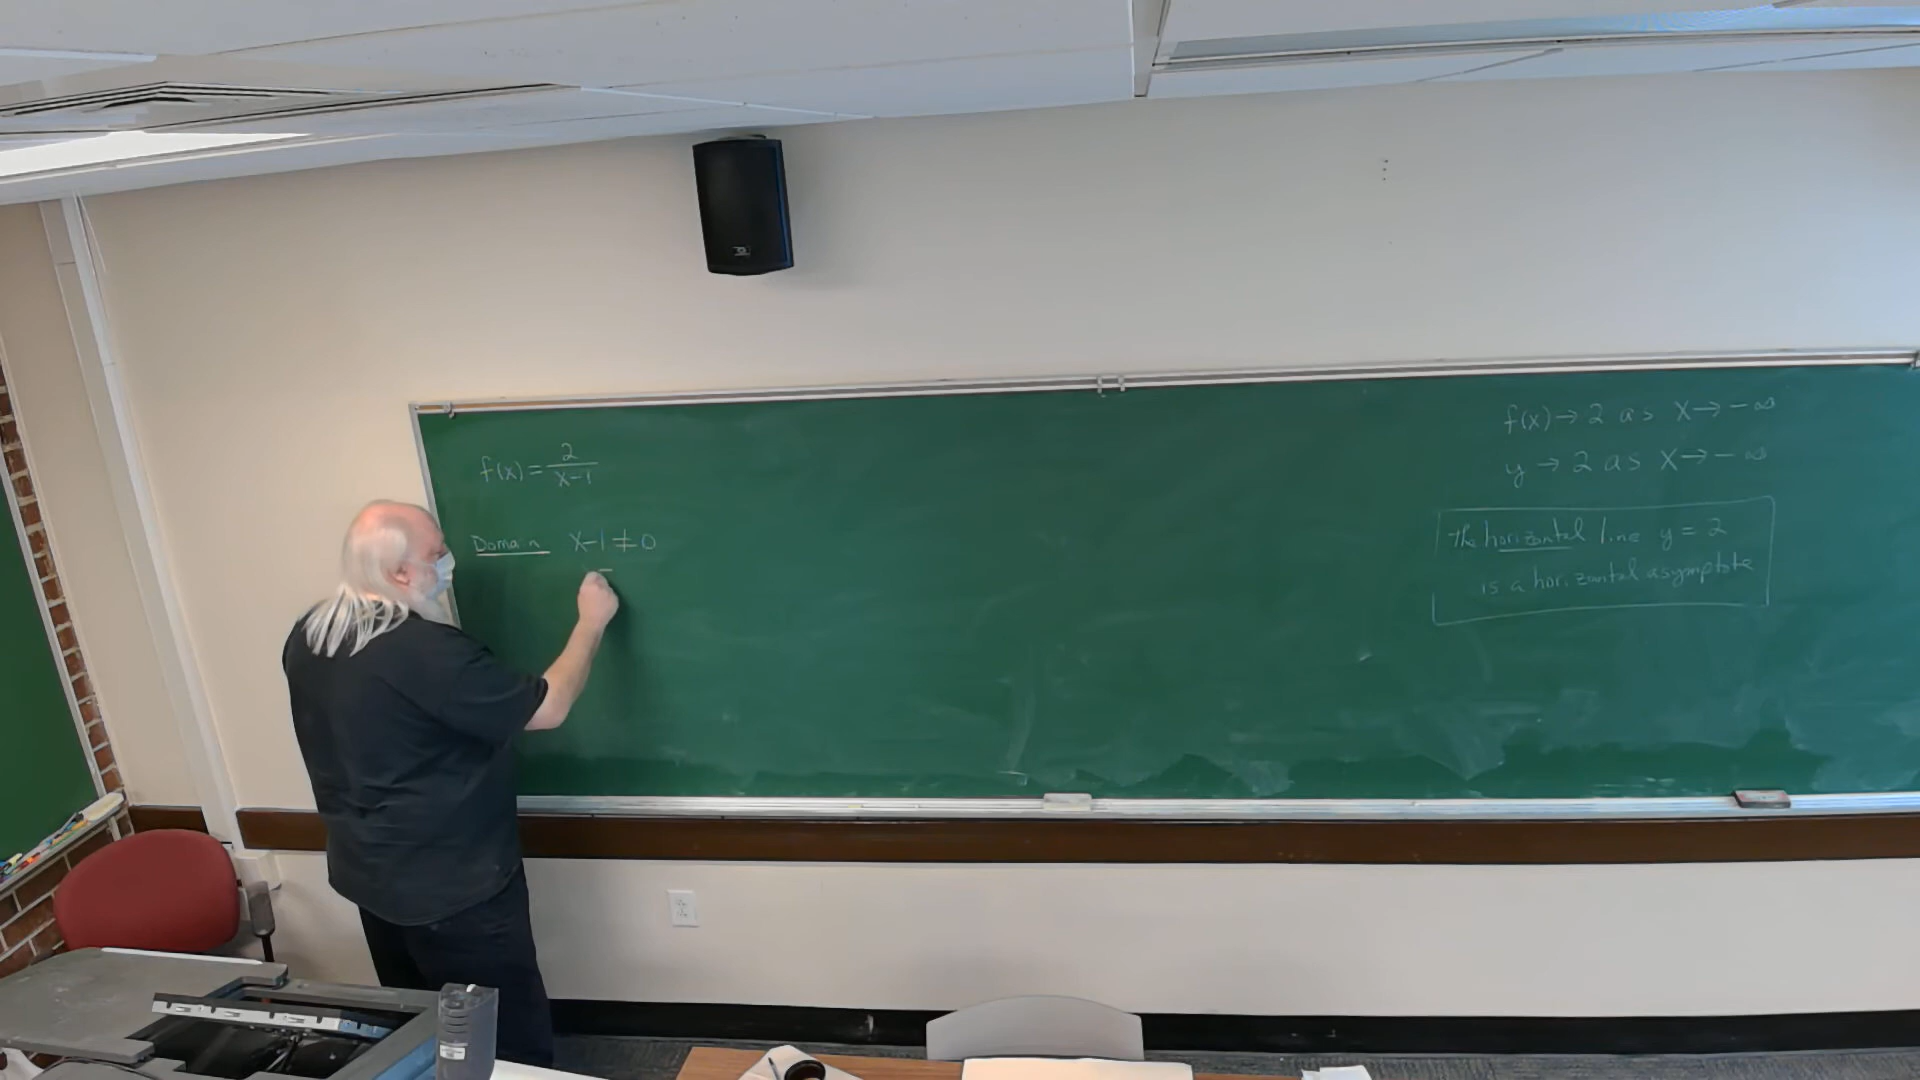 f(x) = 2/(x-1)
Domain x-1 ≠ 0
f(x) → 2 as x → -∞
y → 2 as x → -∞
The horizontal line y = 2
is a horizontal asymptote